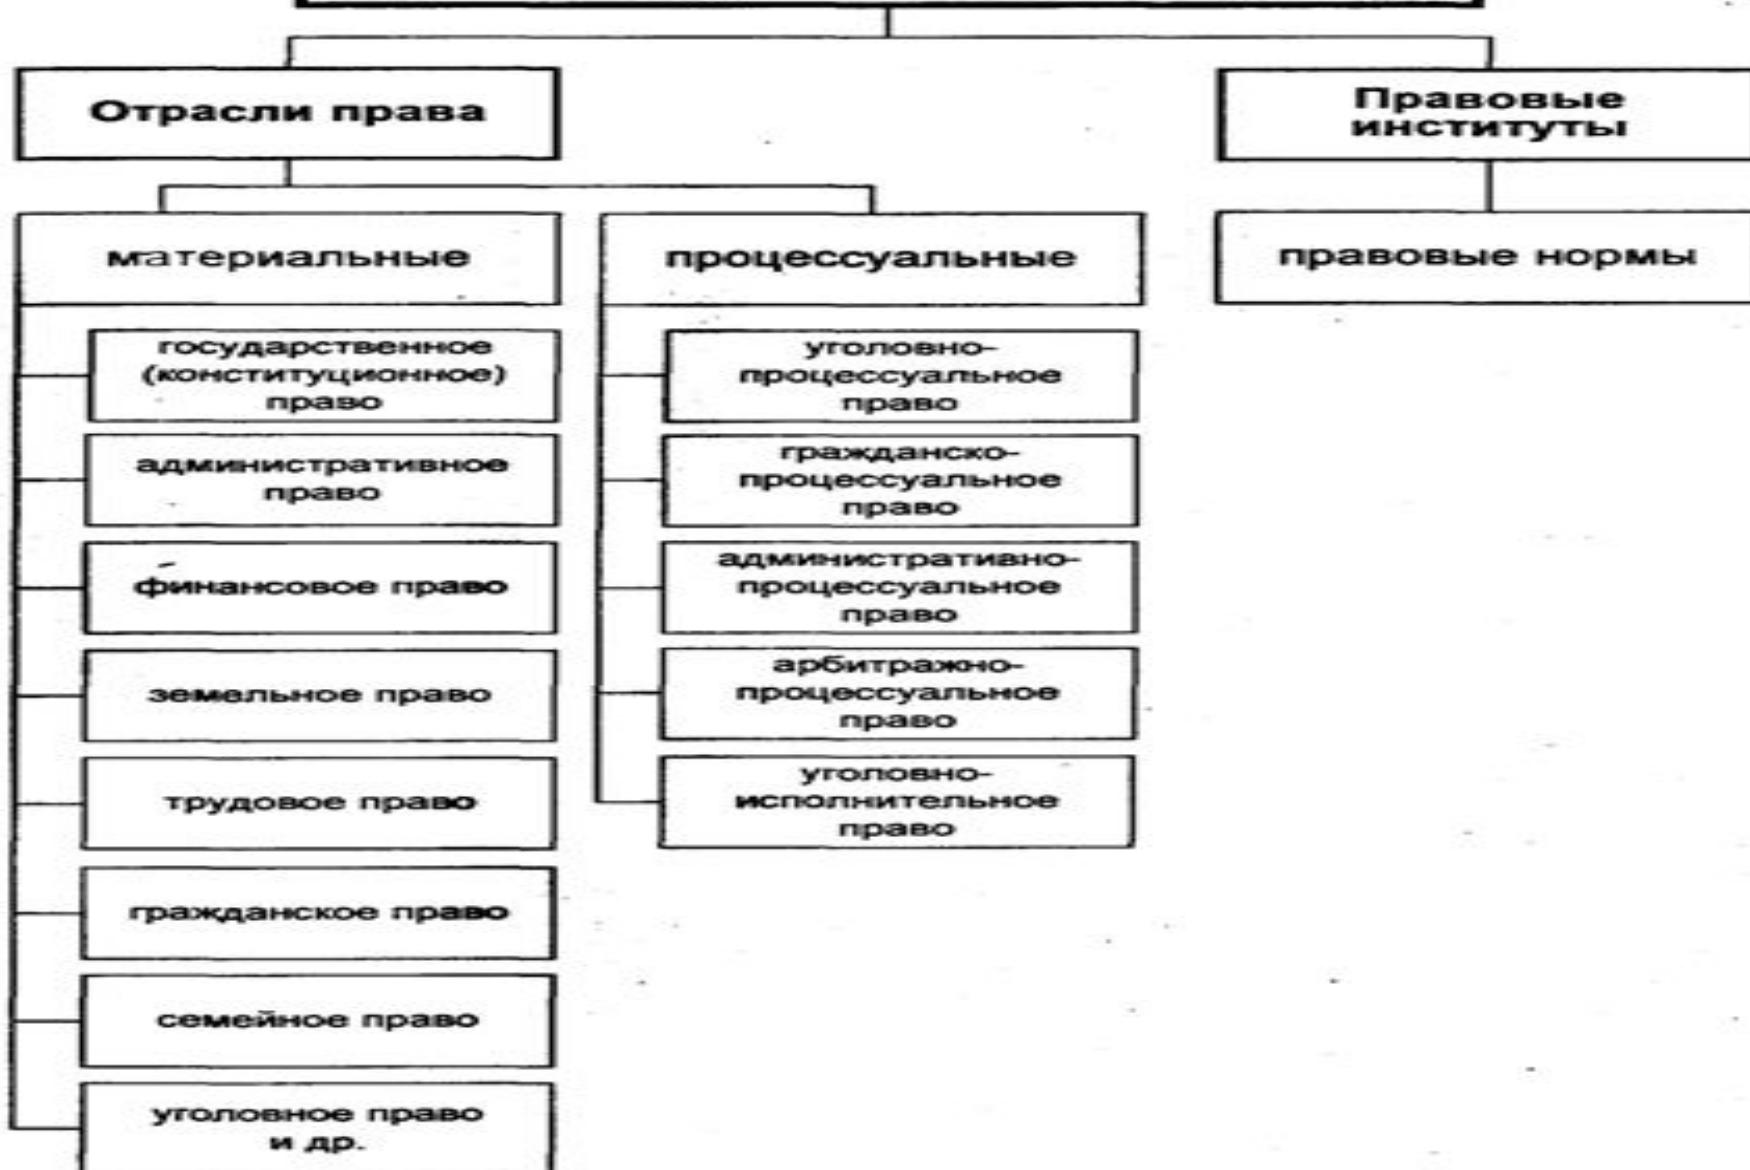 Отрасли права
Правовые
институты
материальные
процессуальные
правовые нормы
государственное
(конституционное)
право
административное
право
финансовое право
земельное право
трудовое право
гражданское право
семейное право
уголовное право
и др.
уголовно-
процессуальное
право
гражданско-
процессуальное
право
административно-
процессуальное
право
арбитражно-
процессуальное
право
уголовно-
исполнительное
право